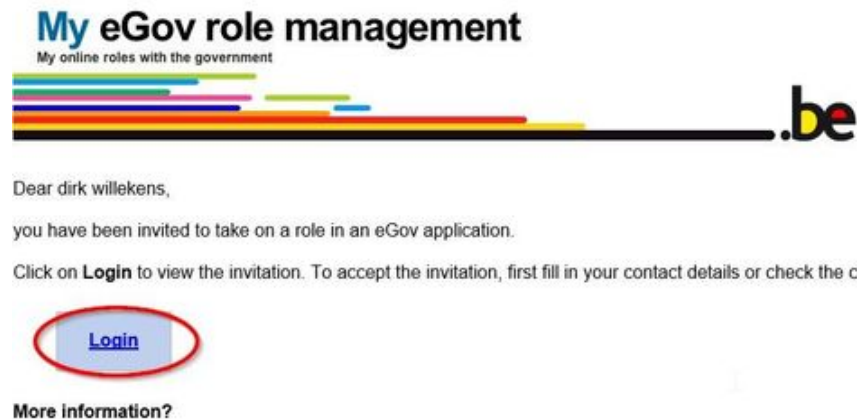 My eGov role management
My online roles with the government
.be
Dear dirk willekens,
you have been invited to take on a role in an eGov application.
Click on Login to view the invitation. To accept the invitation, first fill in your contact details or check the
Login
More information?